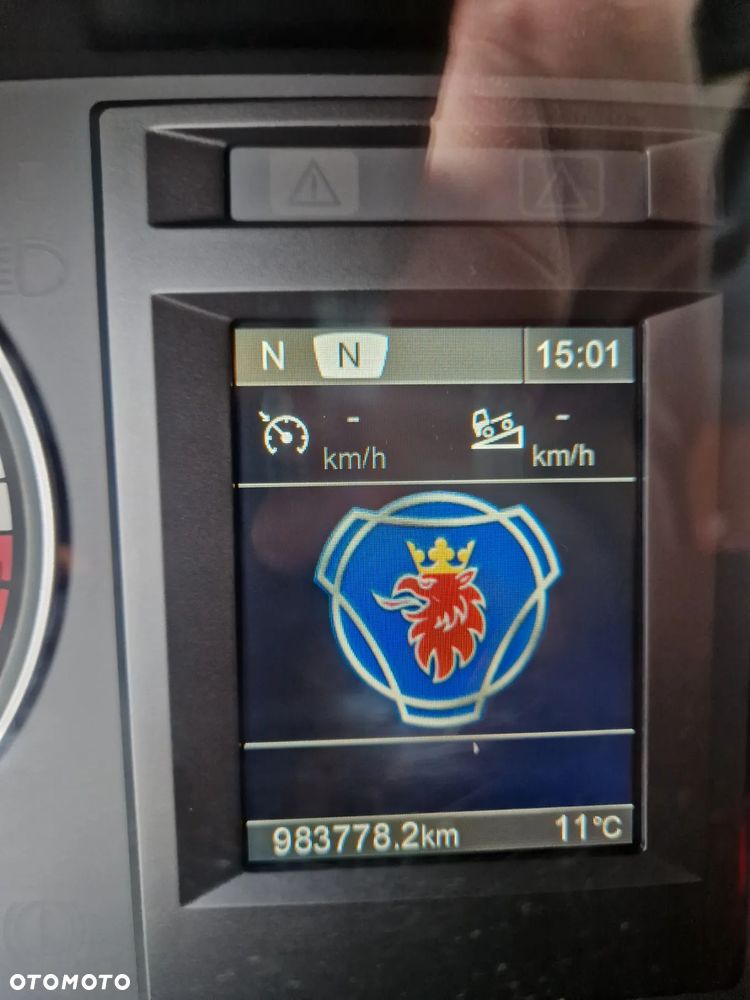 N N 15:01
- -
km/h km/h
983778.2km 11°C
OTOMOTO